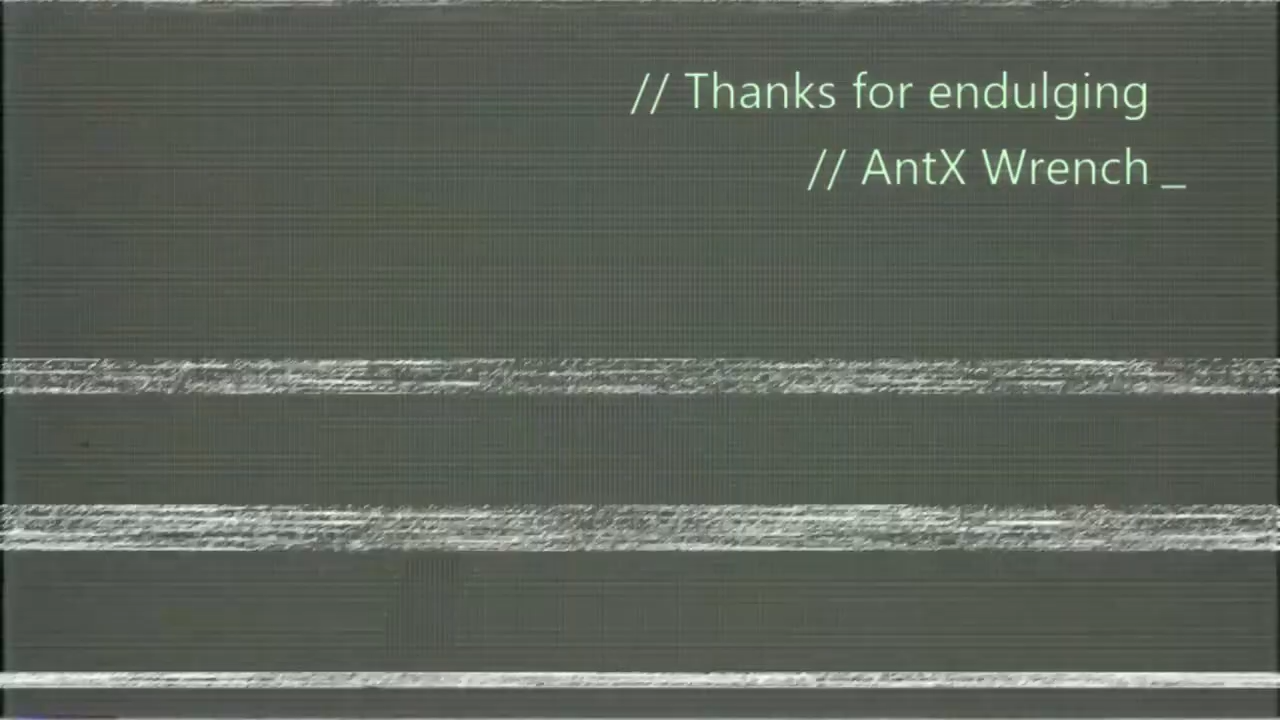 // Thanks for endulging
// AntX Wrench _